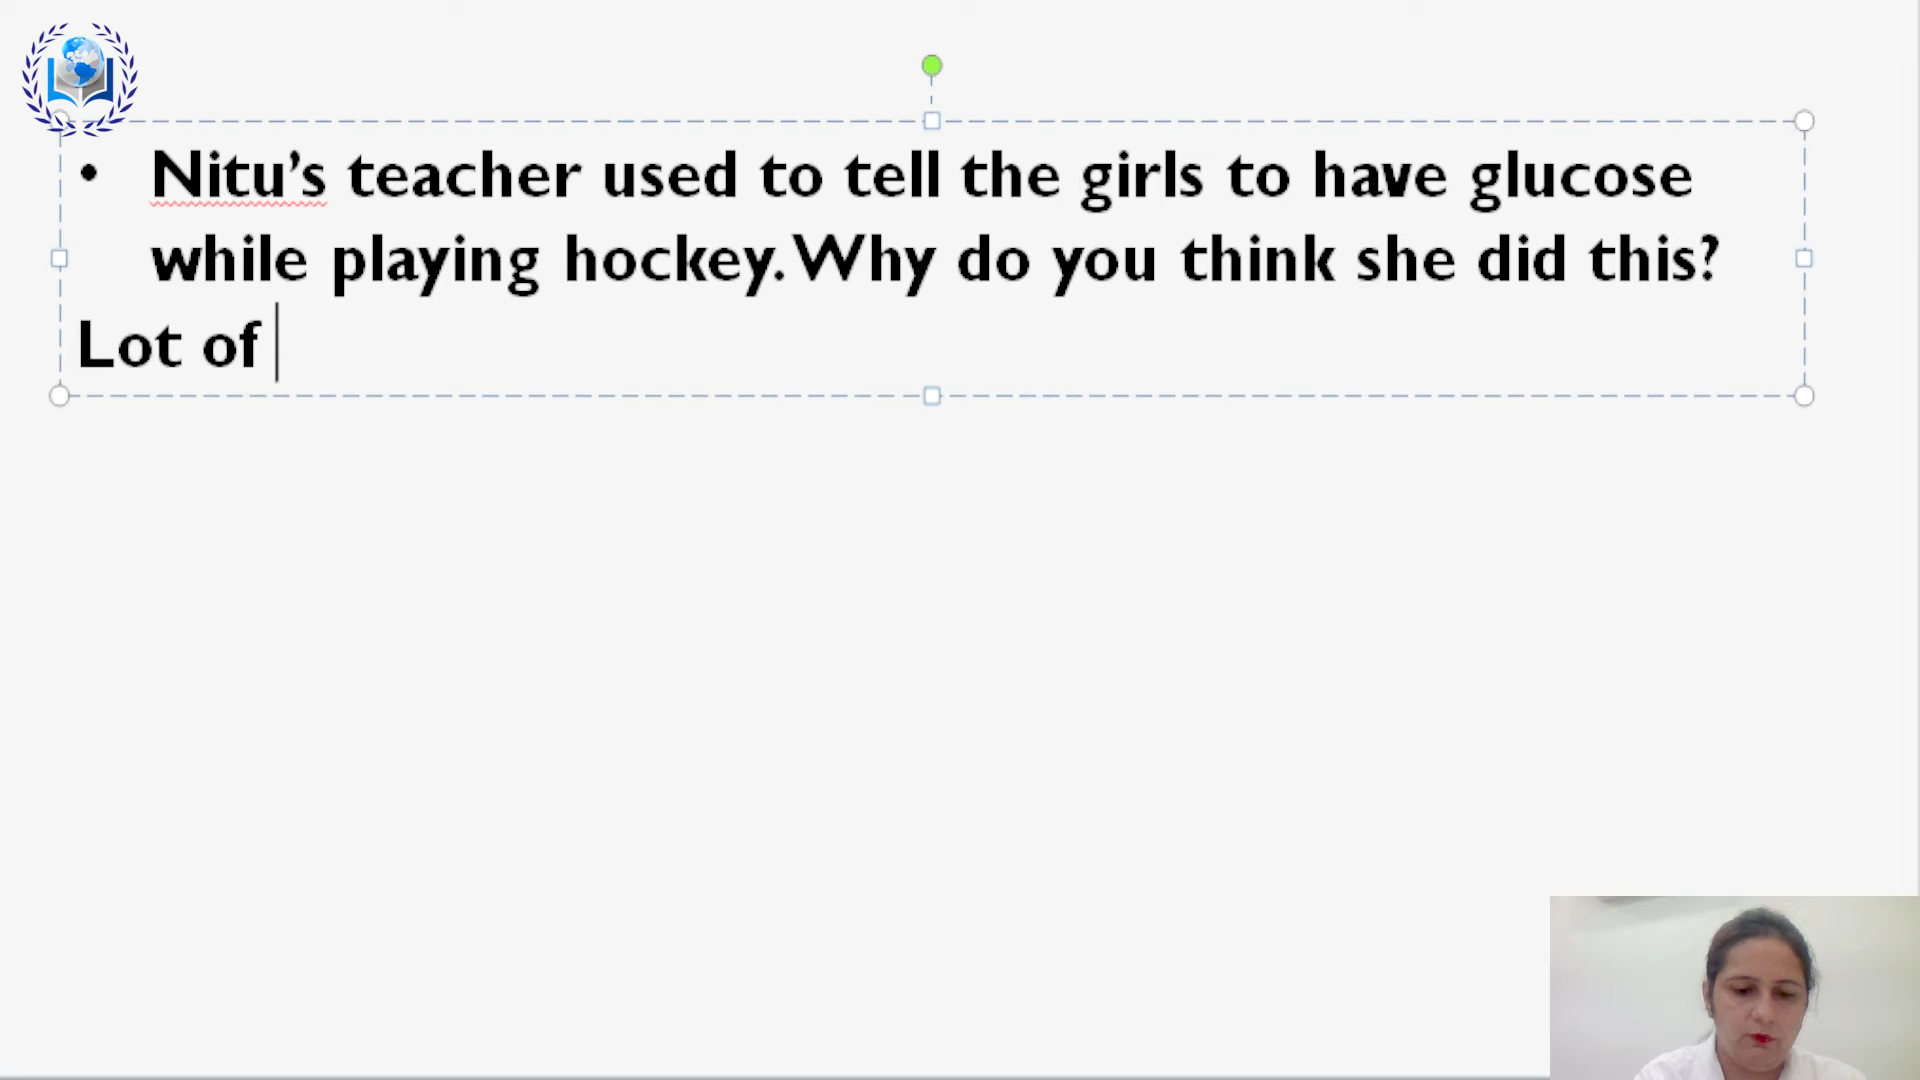 • Nitu’s teacher used to tell the girls to have glucose
while playing hockey. Why do you think she did this?
Lot of